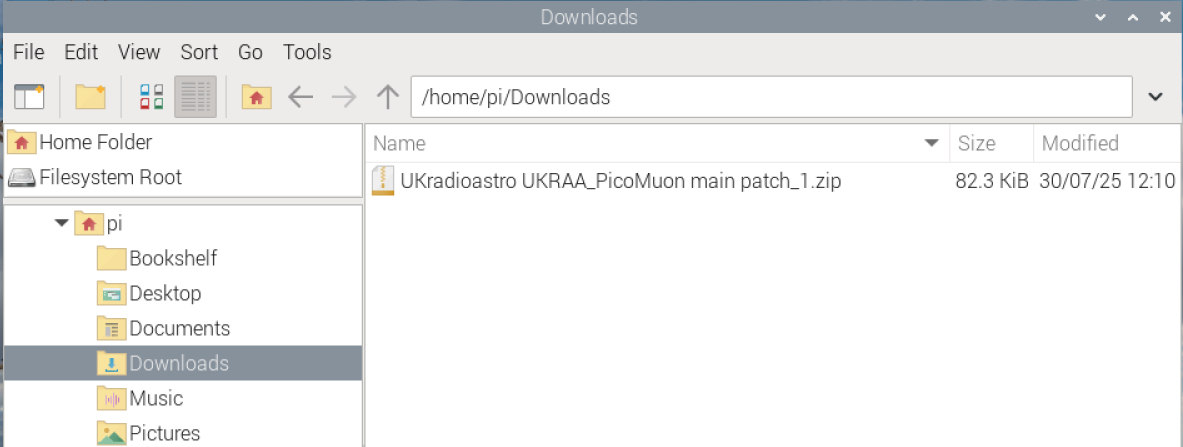 Downloads
File Edit View Sort Go Tools
/home/pi/Downloads
Home Folder
Filesystem Root
pi
Bookshelf
Desktop
Documents
Downloads
Music
Pictures
Name Size Modified
UKradioastro UKRAA_PicoMuon main patch_1.zip 82.3 KiB 30/07/25 12:10